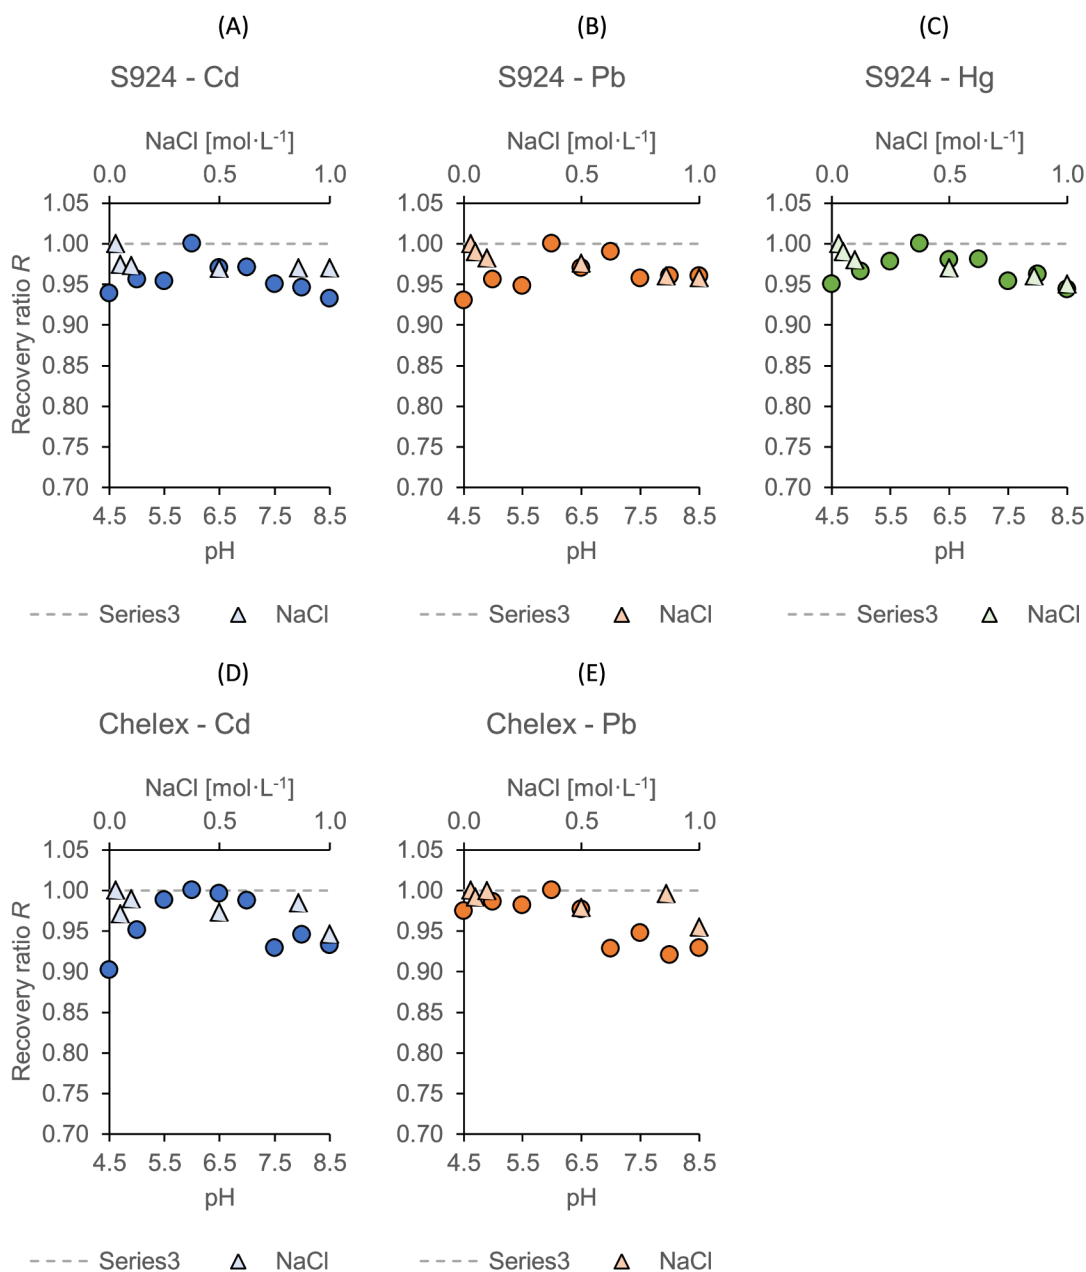 (A) (B) (C)
S924 - Cd S924 - Pb S924 - Hg
NaCl [mol·L-1] NaCl [mol·L-1] NaCl [mol·L-1]
0.0 0.5 1.0 0.0 0.5 1.0 0.0 0.5 1.0
Recovery ratio R
1.05 1.05 1.05
1.00 1.00 1.00
0.95 0.95 0.95
0.90 0.90 0.90
0.85 0.85 0.85
0.80 0.80 0.80
0.75 0.75 0.75
0.70 0.70 0.70
4.5 5.5 6.5 7.5 8.5 4.5 5.5 6.5 7.5 8.5 4.5 5.5 6.5 7.5 8.5
pH pH pH
Series3 NaCl Series3 NaCl Series3 NaCl
(D) (E)
Chelex - Cd Chelex - Pb
NaCl [mol·L-1] NaCl [mol·L-1]
0.0 0.5 1.0 0.0 0.5 1.0
Recovery ratio R
1.05 1.05
1.00 1.00
0.95 0.95
0.90 0.90
0.85 0.85
0.80 0.80
0.75 0.75
0.70 0.70
4.5 5.5 6.5 7.5 8.5 4.5 5.5 6.5 7.5 8.5
pH pH
Series3 NaCl Series3 NaCl